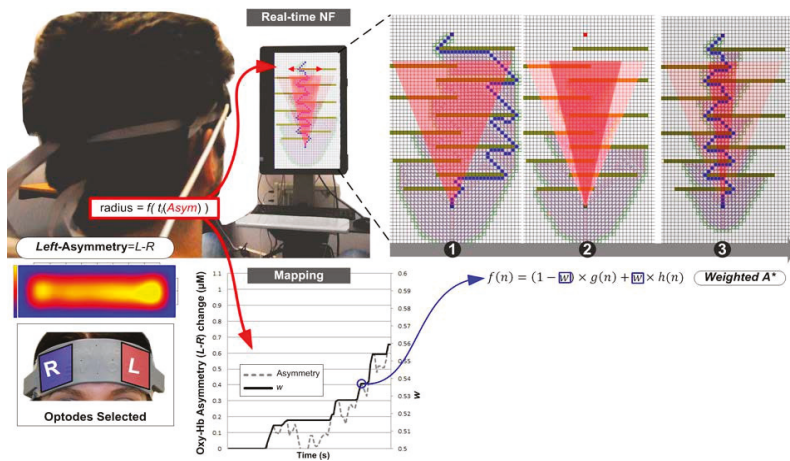 Real-time NF
radius = f( tᵢ(Asym) )
Left-Asymmetry=L-R
R
L
Optodes Selected
1
2
3
Mapping
f(n) = (1 − w) × g(n) + w × h(n)
Weighted A*
Oxy-Hb Asymmetry (L-R) change (μM)
1.1
1
0.9
0.8
0.7
0.6
0.5
0.4
0.3
0.2
0.1
0
Asymmetry
w
0.6
0.59
0.58
0.57
0.56
0.55
0.54
0.53
0.52
0.51
0.5
w
Time (s)